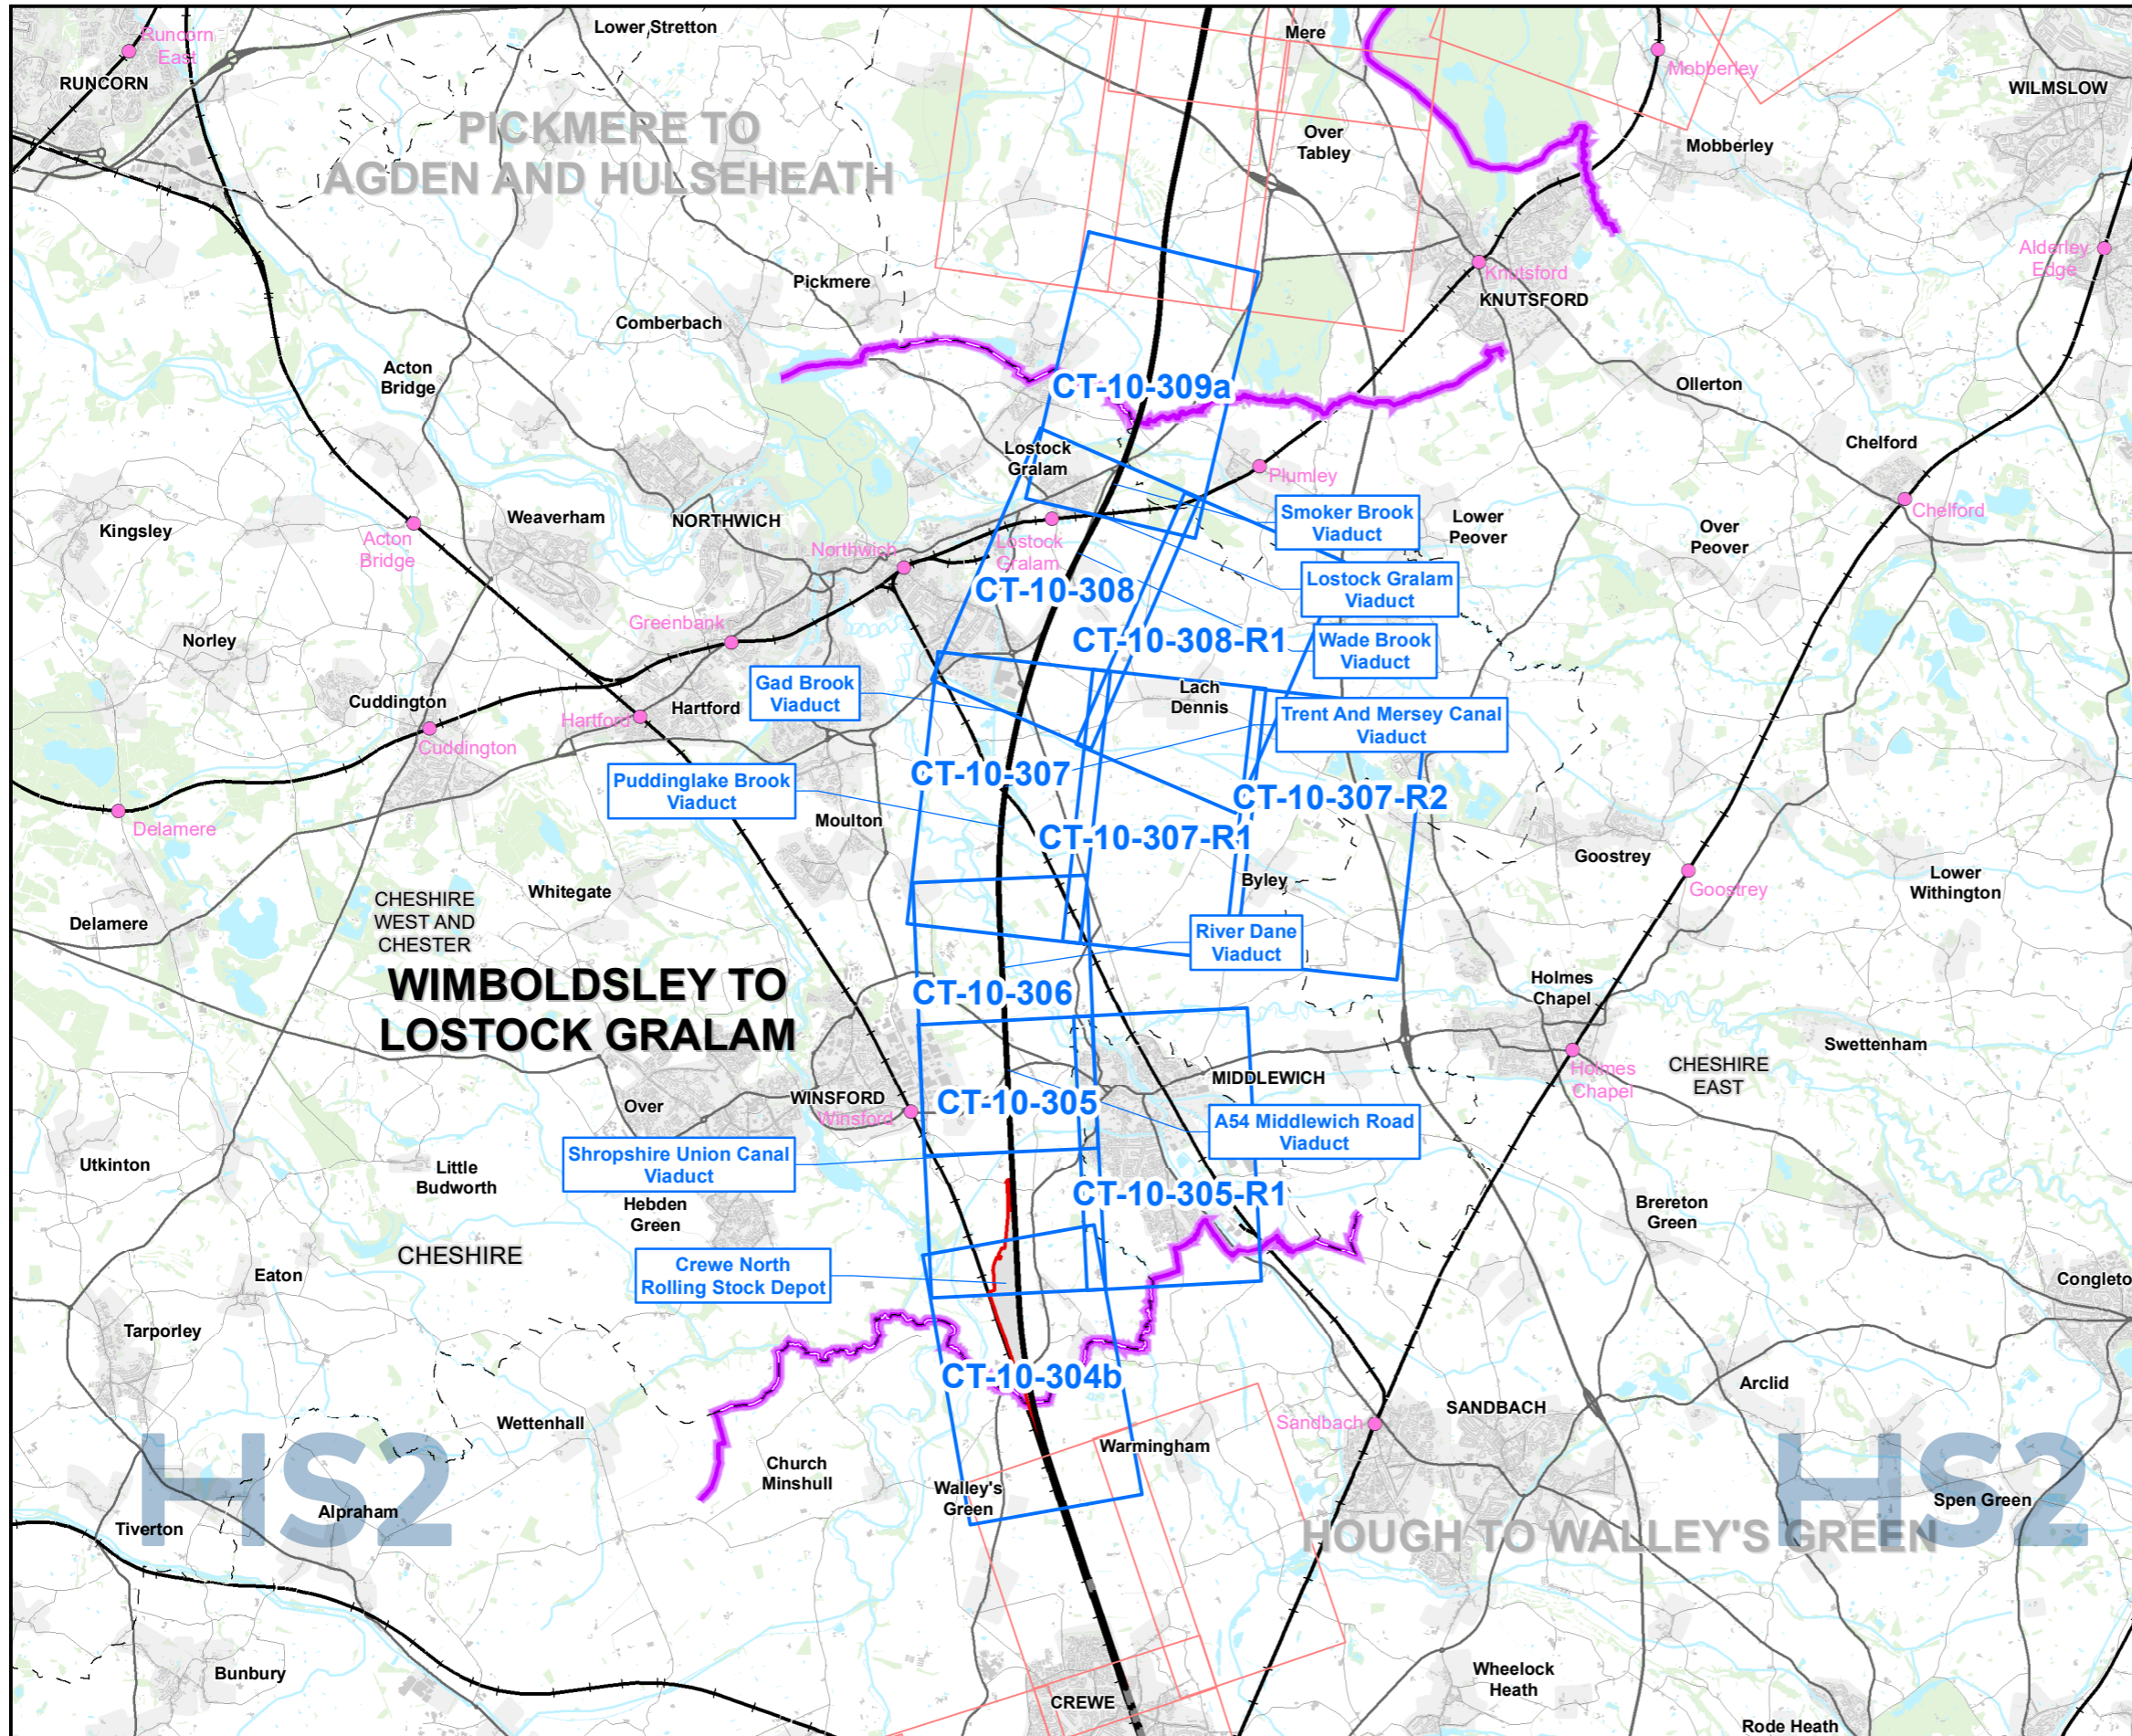 Lower Stretton
Mere
Runcorn
East
RUNCORN
Mobberley
WILMSLOW
PICKMERE TO
AGDEN AND HULSEHEATH
Over
Tabley
Mobberley
Alderley
Edge
Pickmere
Knutsford
KNUTSFORD
Comberbach
Acton
Bridge
CT-10-309a
Ollerton
Chelford
Lostock
Gralam
Plumley
Kingsley
Weaverham
NORTHWICH
Smoker Brook
Viaduct
Lower
Peover
Over
Peover
Chelford
Acton
Bridge
Northwich
Lostock
Gralam
CT-10-308
Lostock Gralam
Viaduct
Norley
Greenbank
CT-10-308-R1
Wade Brook
Viaduct
Gad Brook
Viaduct
Lach
Dennis
Cuddington
Hartford
Hartford
Cuddington
Trent And Mersey Canal
Viaduct
Puddinglake Brook
Viaduct
CT-10-307
CT-10-307-R2
Delamere
Moulton
CT-10-307-R1
Goostrey
Goostrey
Byley
Lower
Withington
CHESHIRE
WEST AND
CHESTER
Whitegate
Delamere
River Dane
Viaduct
WIMBOLDSLEY TO
LOSTOCK GRALAM
CT-10-306
Holmes
Chapel
Swettenham
Holmes
Chapel
CHESHIRE
EAST
MIDDLEWICH
Over
WINSFORD
Winsford
CT-10-305
A54 Middlewich Road
Viaduct
Shropshire Union Canal
Viaduct
Utkinton
Little
Budworth
Hebden
Green
CT-10-305-R1
Brereton
Green
CHESHIRE
Eaton
Crewe North
Rolling Stock Depot
Congleto
Tarporley
CT-10-304b
Arclid
Wettenhall
Sandbach
SANDBACH
Warmingham
Church
Minshull
Walley's
Green
HS2
HS2
Alpraham
Tiverton
Spen Green
HOUGH TO WALLEY'S GREEN
Bunbury
Wheelock
Heath
CREWE
Rode Heath